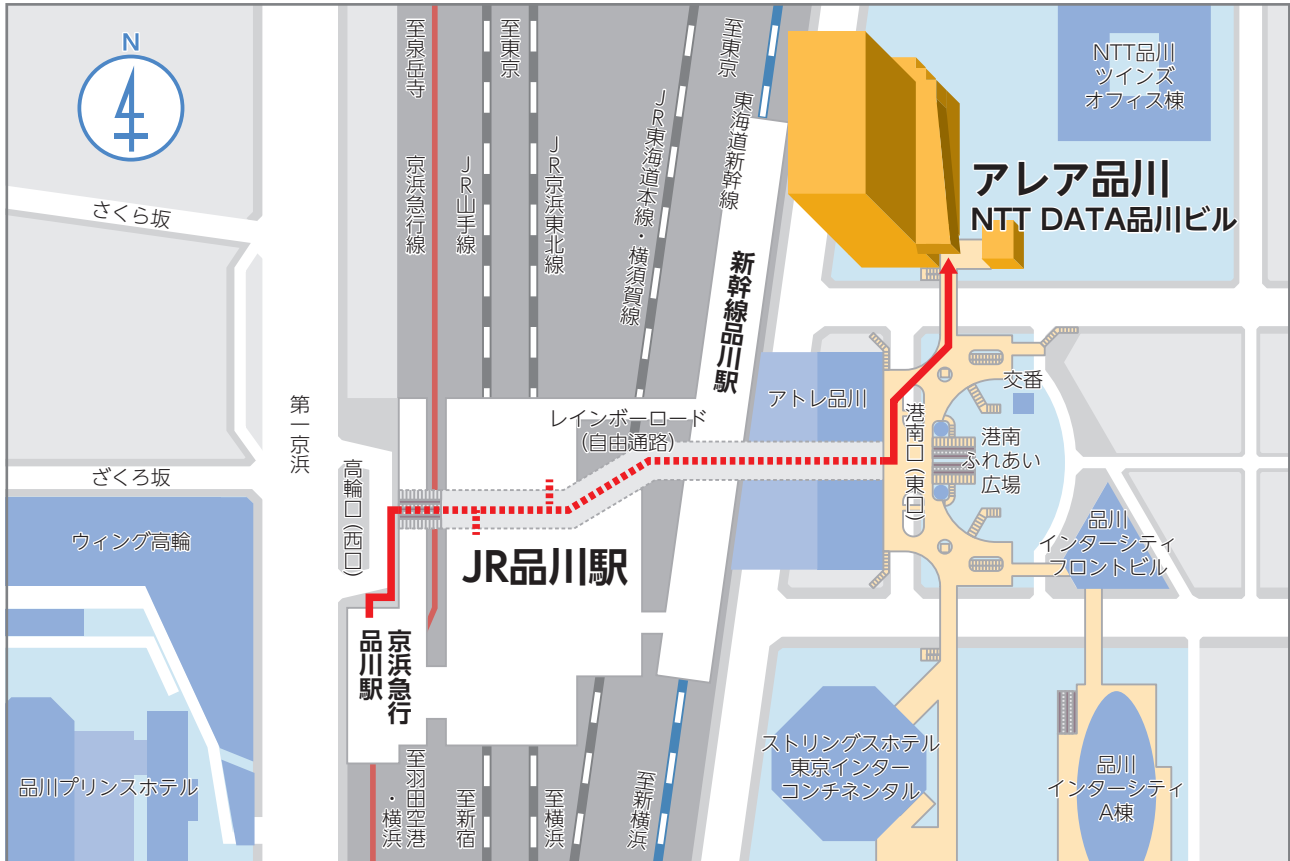 N
さくら坂
ざくろ坂
第一京浜
ウィング高輪
品川プリンスホテル
至泉岳寺
京浜急行線
至東京
JR山手線
JR京浜東北線
JR東海道本線・横須賀線
至東京
東海道新幹線
新幹線品川駅
NTT品川
ツインズ
オフィス棟
アレア品川
NTT DATA品川ビル
レインボーロード
(自由通路)
アトレ品川
港南口(東口)
交番
港南
ふれあい
広場
高輪口(西口)
JR品川駅
京浜急行
品川駅
品川
インターシティ
フロントビル
ストリングスホテル
東京インター
コンチネンタル
品川
インターシティ
A棟
至羽田空港
・横浜
至新宿
至横浜
至新横浜